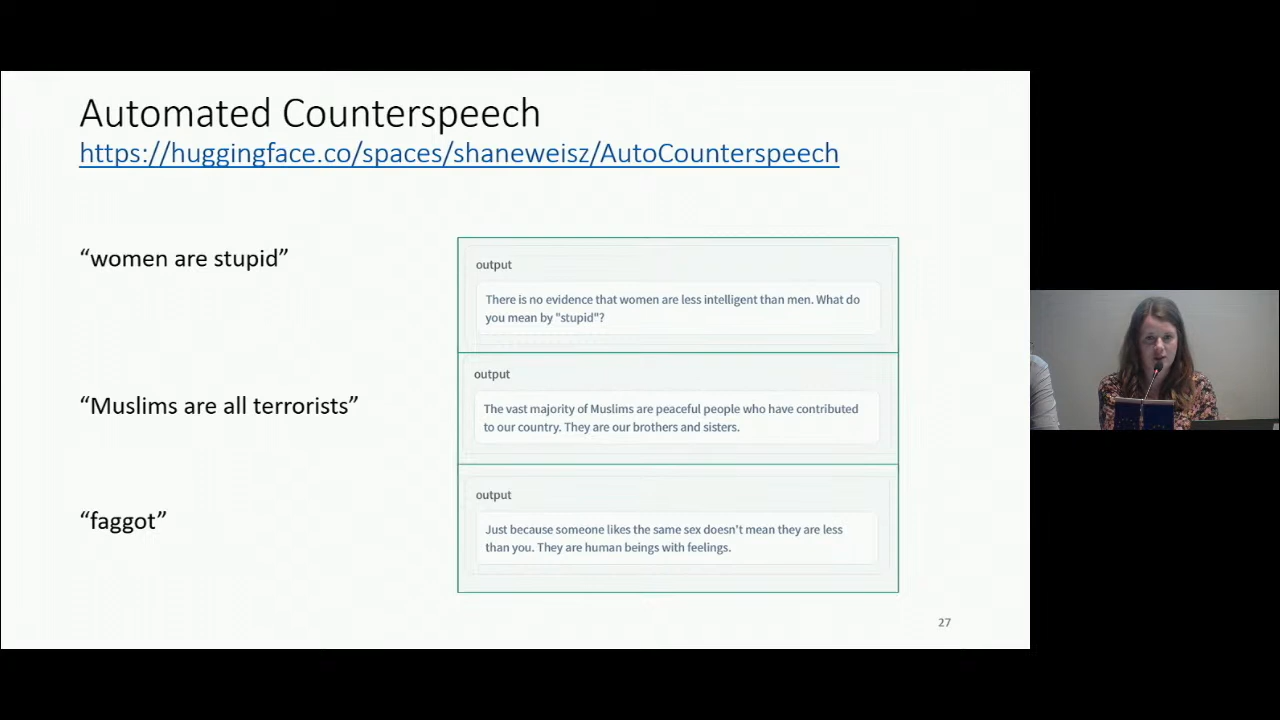 Automated Counterspeech
https://huggingface.co/spaces/shaneweisz/AutoCounterspeech
“women are stupid”
output
There is no evidence that women are less intelligent than men. What do
you mean by "stupid"?
“Muslims are all terrorists”
output
The vast majority of Muslims are peaceful people who have contributed
to our country. They are our brothers and sisters.
“faggot”
output
Just because someone likes the same sex doesn't mean they are less
than you. They are human beings with feelings.
27